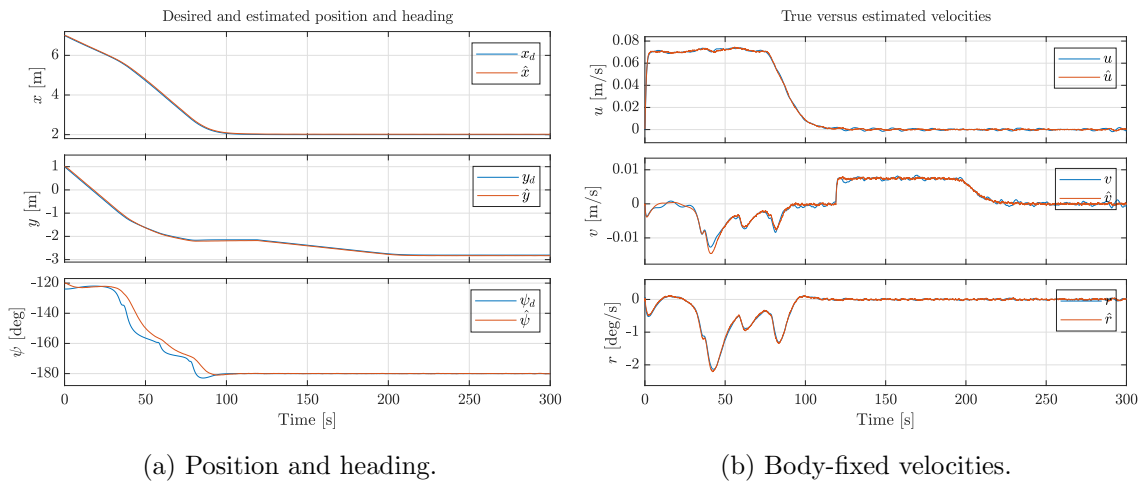 Desired and estimated position and heading
x [m]
6
4
2
x_d
x̂
y [m]
1
0
-1
-2
-3
y_d
ŷ
ψ [deg]
-120
-140
-160
-180
ψ_d
ψ̂
0 50 100 150 200 250 300
Time [s]
(a) Position and heading.
True versus estimated velocities
u [m/s]
0.08
0.06
0.04
0.02
0
u
û
v [m/s]
0.01
0
-0.01
v
v̂
r [deg/s]
0
-1
-2
r
r̂
0 50 100 150 200 250 300
Time [s]
(b) Body-fixed velocities.